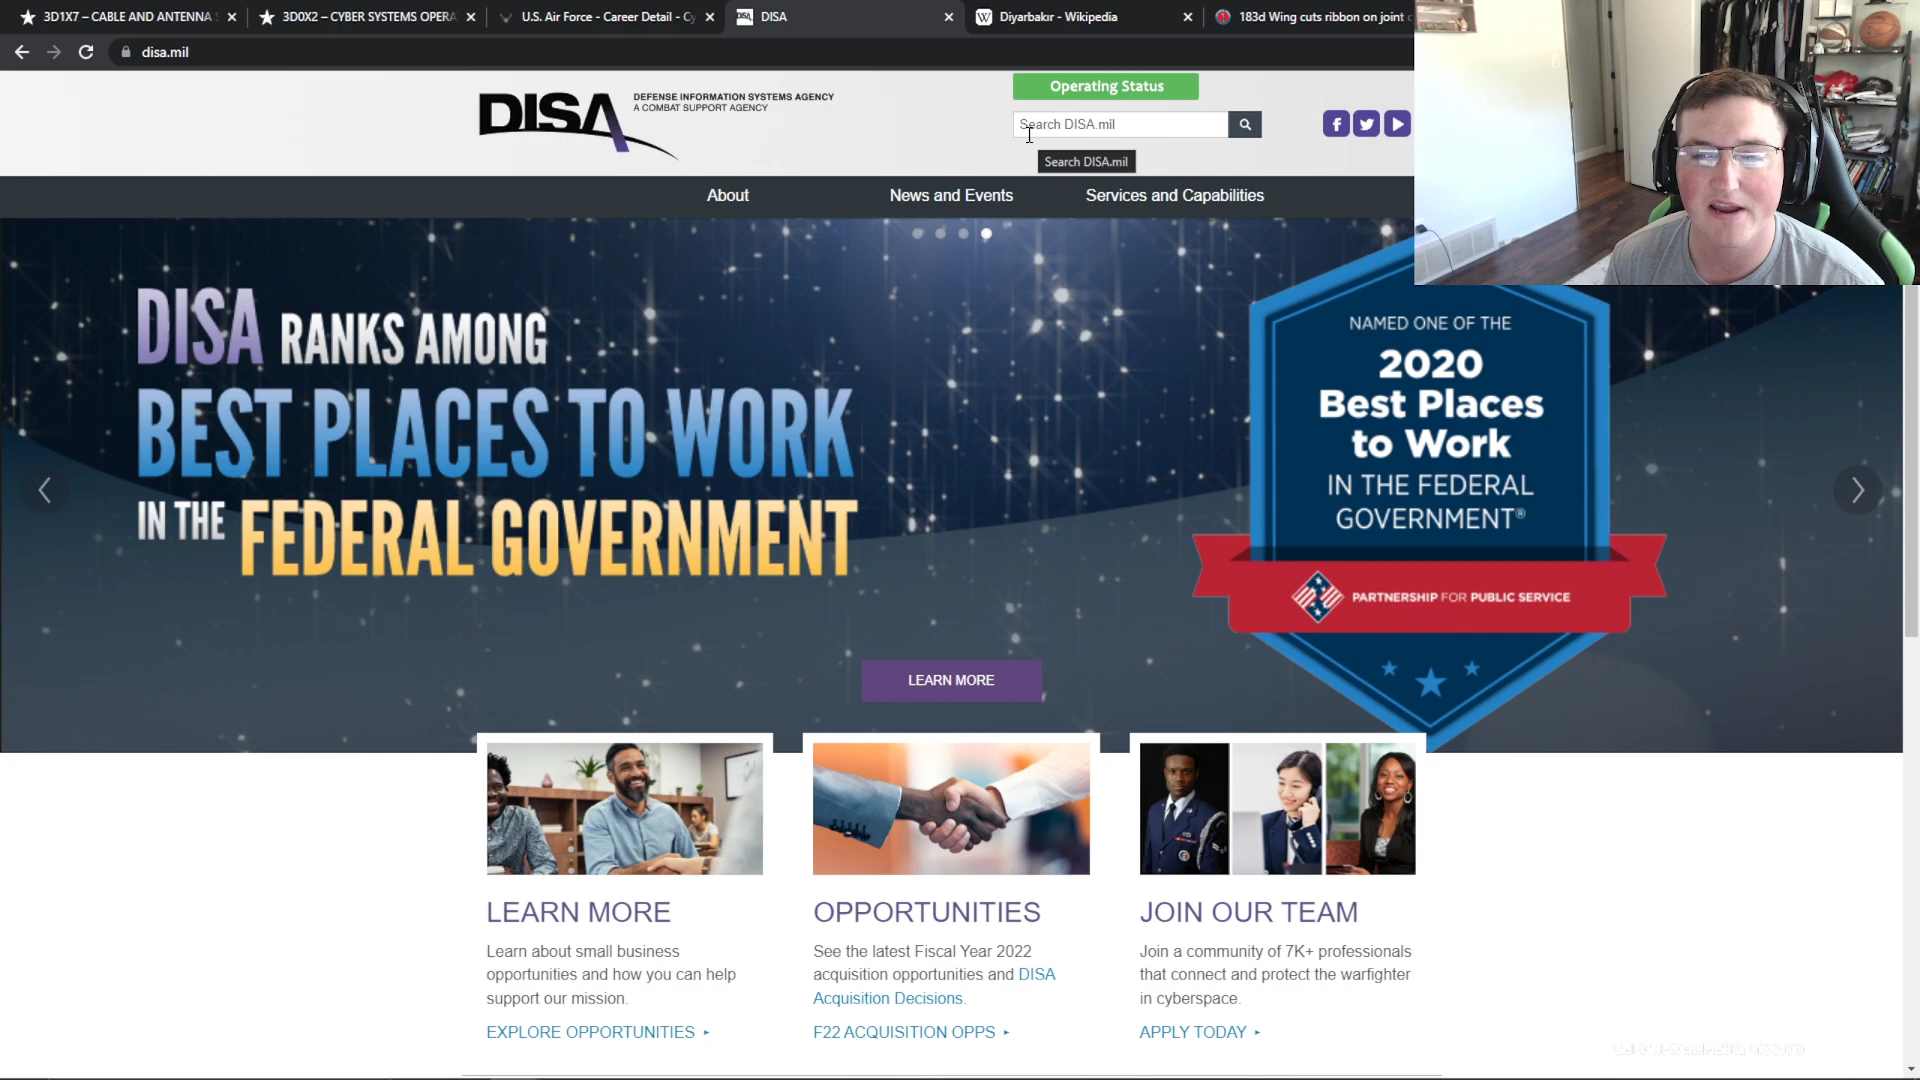 3D1X7 – CABLE AND ANTENNA S
3D0X2 – CYBER SYSTEMS OPERA
U.S. Air Force - Career Detail - Cy
DISA
Diyarbakır - Wikipedia
183d Wing cuts ribbon on joint c
disa.mil
DISA
DEFENSE INFORMATION SYSTEMS AGENCY
A COMBAT SUPPORT AGENCY
Operating Status
Search DISA.mil
Search DISA.mil
About
News and Events
Services and Capabilities
DISA RANKS AMONG
BEST PLACES TO WORK
IN THE FEDERAL GOVERNMENT
NAMED ONE OF THE
2020
Best Places
to Work
IN THE FEDERAL
GOVERNMENT®
PARTNERSHIP FOR PUBLIC SERVICE
LEARN MORE
LEARN MORE
Learn about small business
opportunities and how you can help
support our mission.
EXPLORE OPPORTUNITIES
OPPORTUNITIES
See the latest Fiscal Year 2022
acquisition opportunities and DISA
Acquisition Decisions.
F22 ACQUISITION OPPS
JOIN OUR TEAM
Join a community of 7K+ professionals
that connect and protect the warfighter
in cyberspace.
APPLY TODAY